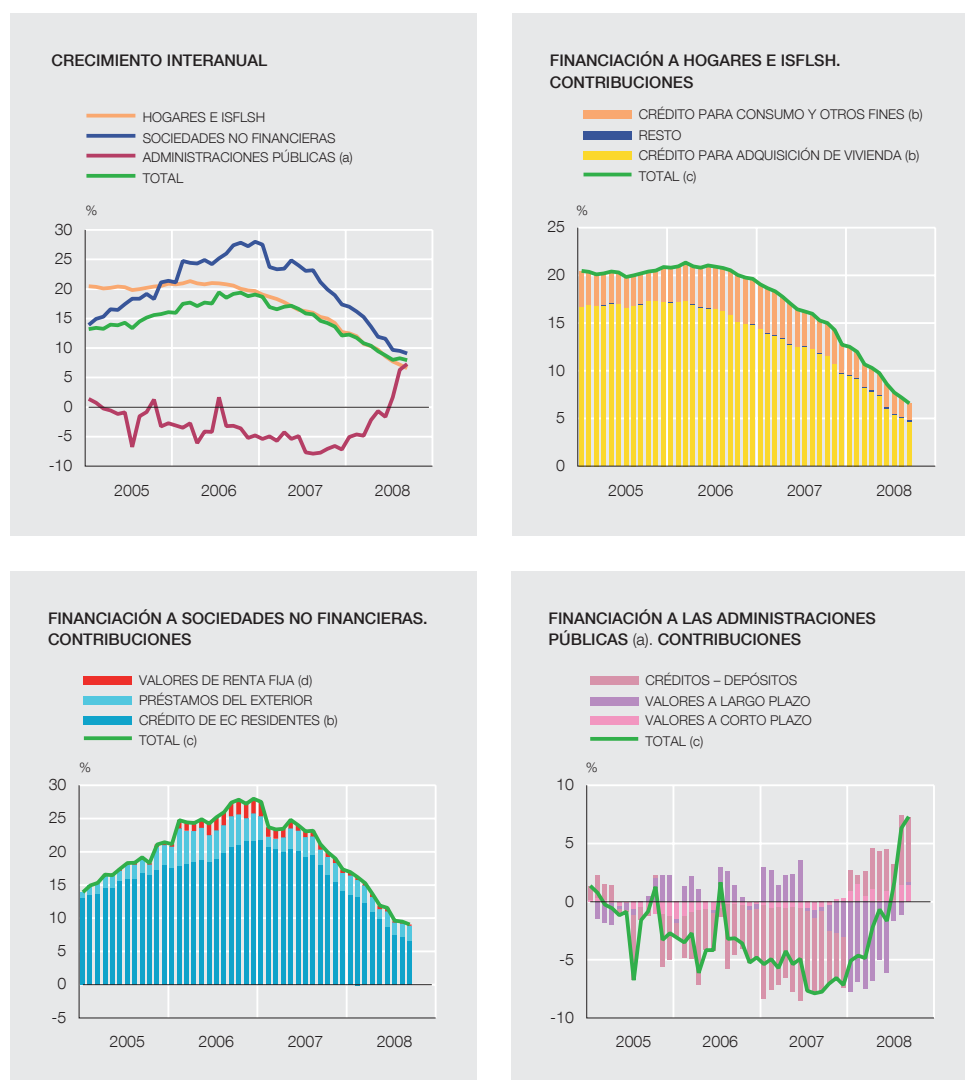 CRECIMIENTO INTERANUAL
HOGARES E ISFLSH
SOCIEDADES NO FINANCIERAS
ADMINISTRACIONES PÚBLICAS (a)
TOTAL
%
30
25
20
15
10
5
0
-5
-10
2005 2006 2007 2008
FINANCIACIÓN A HOGARES E ISFLSH.
CONTRIBUCIONES
CRÉDITO PARA CONSUMO Y OTROS FINES (b)
RESTO
CRÉDITO PARA ADQUISICIÓN DE VIVIENDA (b)
TOTAL (c)
%
25
20
15
10
5
0
2005 2006 2007 2008
FINANCIACIÓN A SOCIEDADES NO FINANCIERAS.
CONTRIBUCIONES
VALORES DE RENTA FIJA (d)
PRÉSTAMOS DEL EXTERIOR
CRÉDITO DE EC RESIDENTES (b)
TOTAL (c)
%
30
25
20
15
10
5
0
-5
2005 2006 2007 2008
FINANCIACIÓN A LAS ADMINISTRACIONES
PÚBLICAS (a). CONTRIBUCIONES
CRÉDITOS – DEPÓSITOS
VALORES A LARGO PLAZO
VALORES A CORTO PLAZO
TOTAL (c)
%
10
5
0
-5
-10
2005 2006 2007 2008